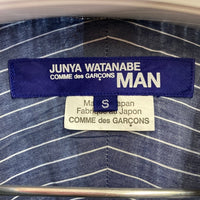 JUNYA WATANABE
COMME des GARÇONS MAN
S
Made in Japan
Fabriqué au Japon
COMME des GARÇONS